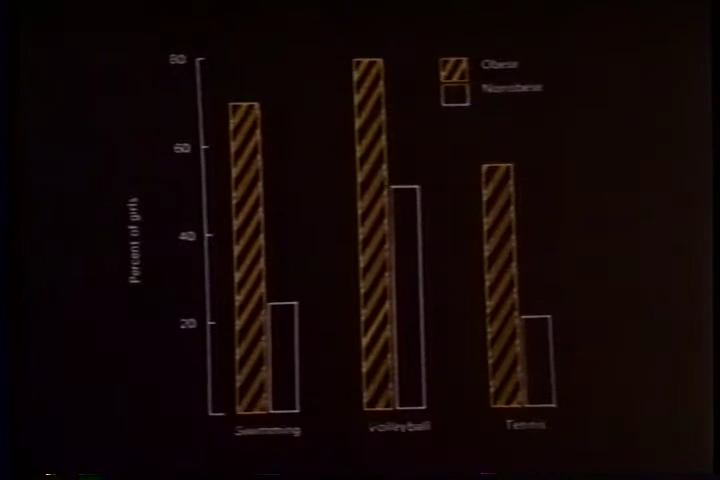 80
60
40
20
Percent of girls
Obese
Nonobese
Swimming
Volleyball
Tennis